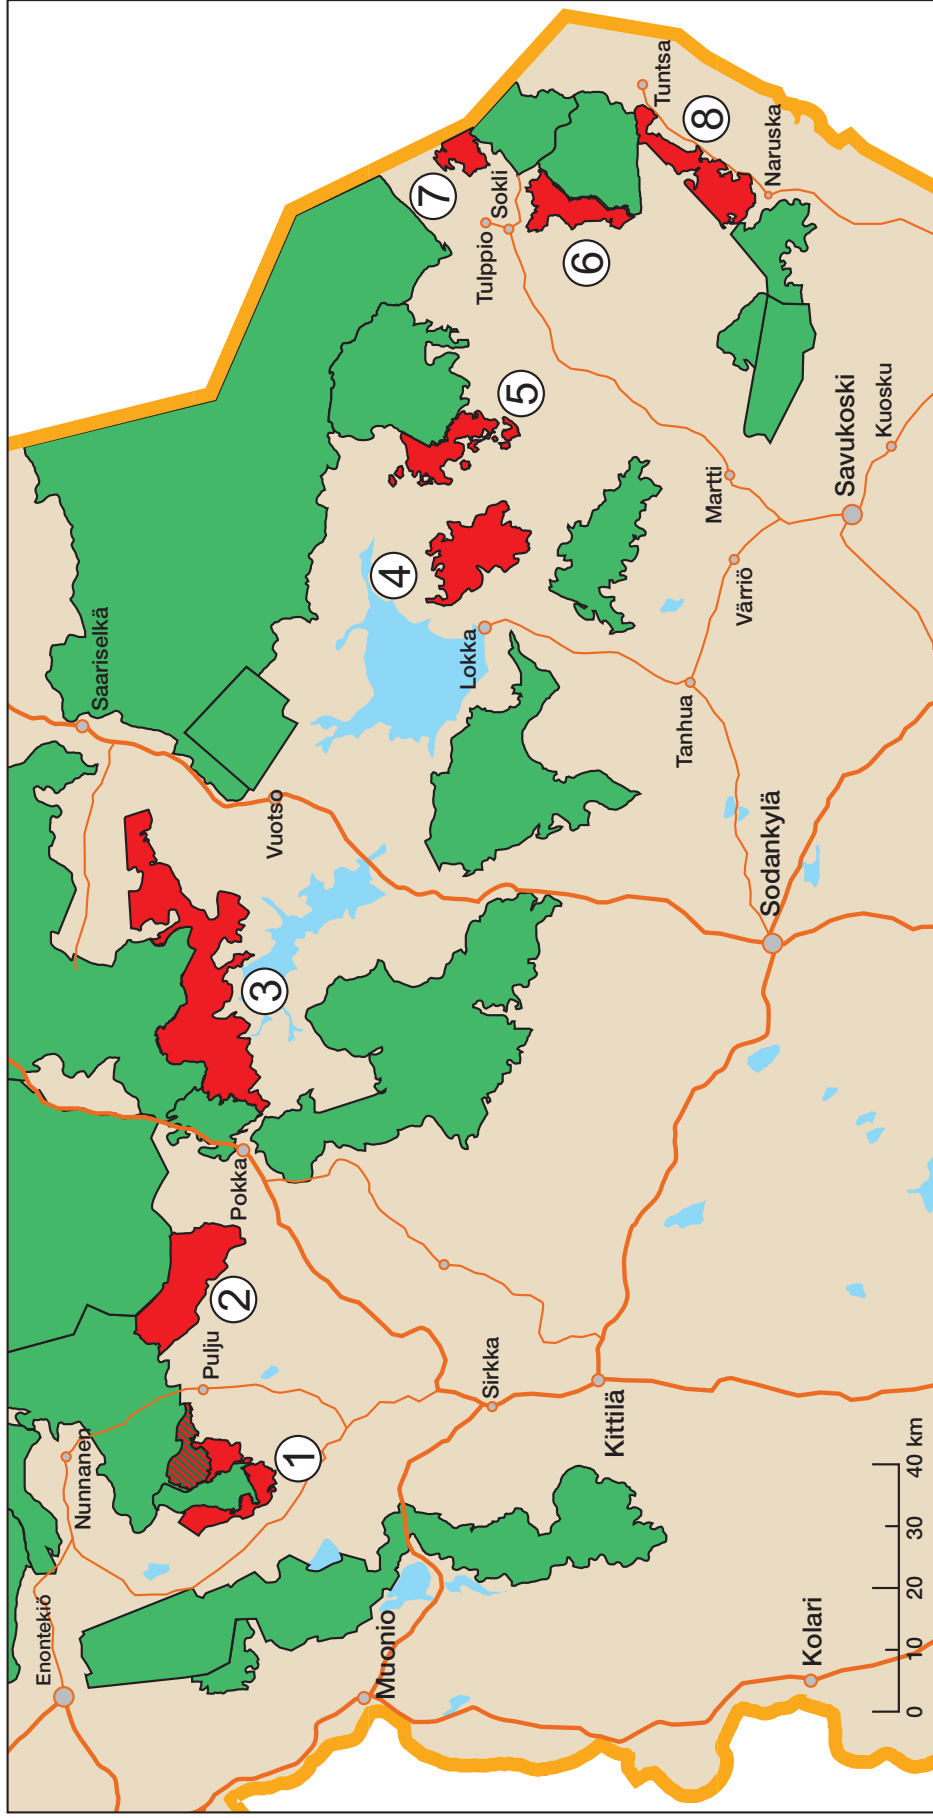 Enontekiö
Nunnanen
Pulju
Pokka
Saariselkä
Vuotso
Muonio
Sirkka
Kittilä
Kolari
Sodankylä
Lokka
Tanhua
Värriö
Martti
Savukoski
Kuosku
Tulppio
Sokli
Tuntsa
Naruska
1
2
3
4
5
6
7
8
0 10 20 30 40 km